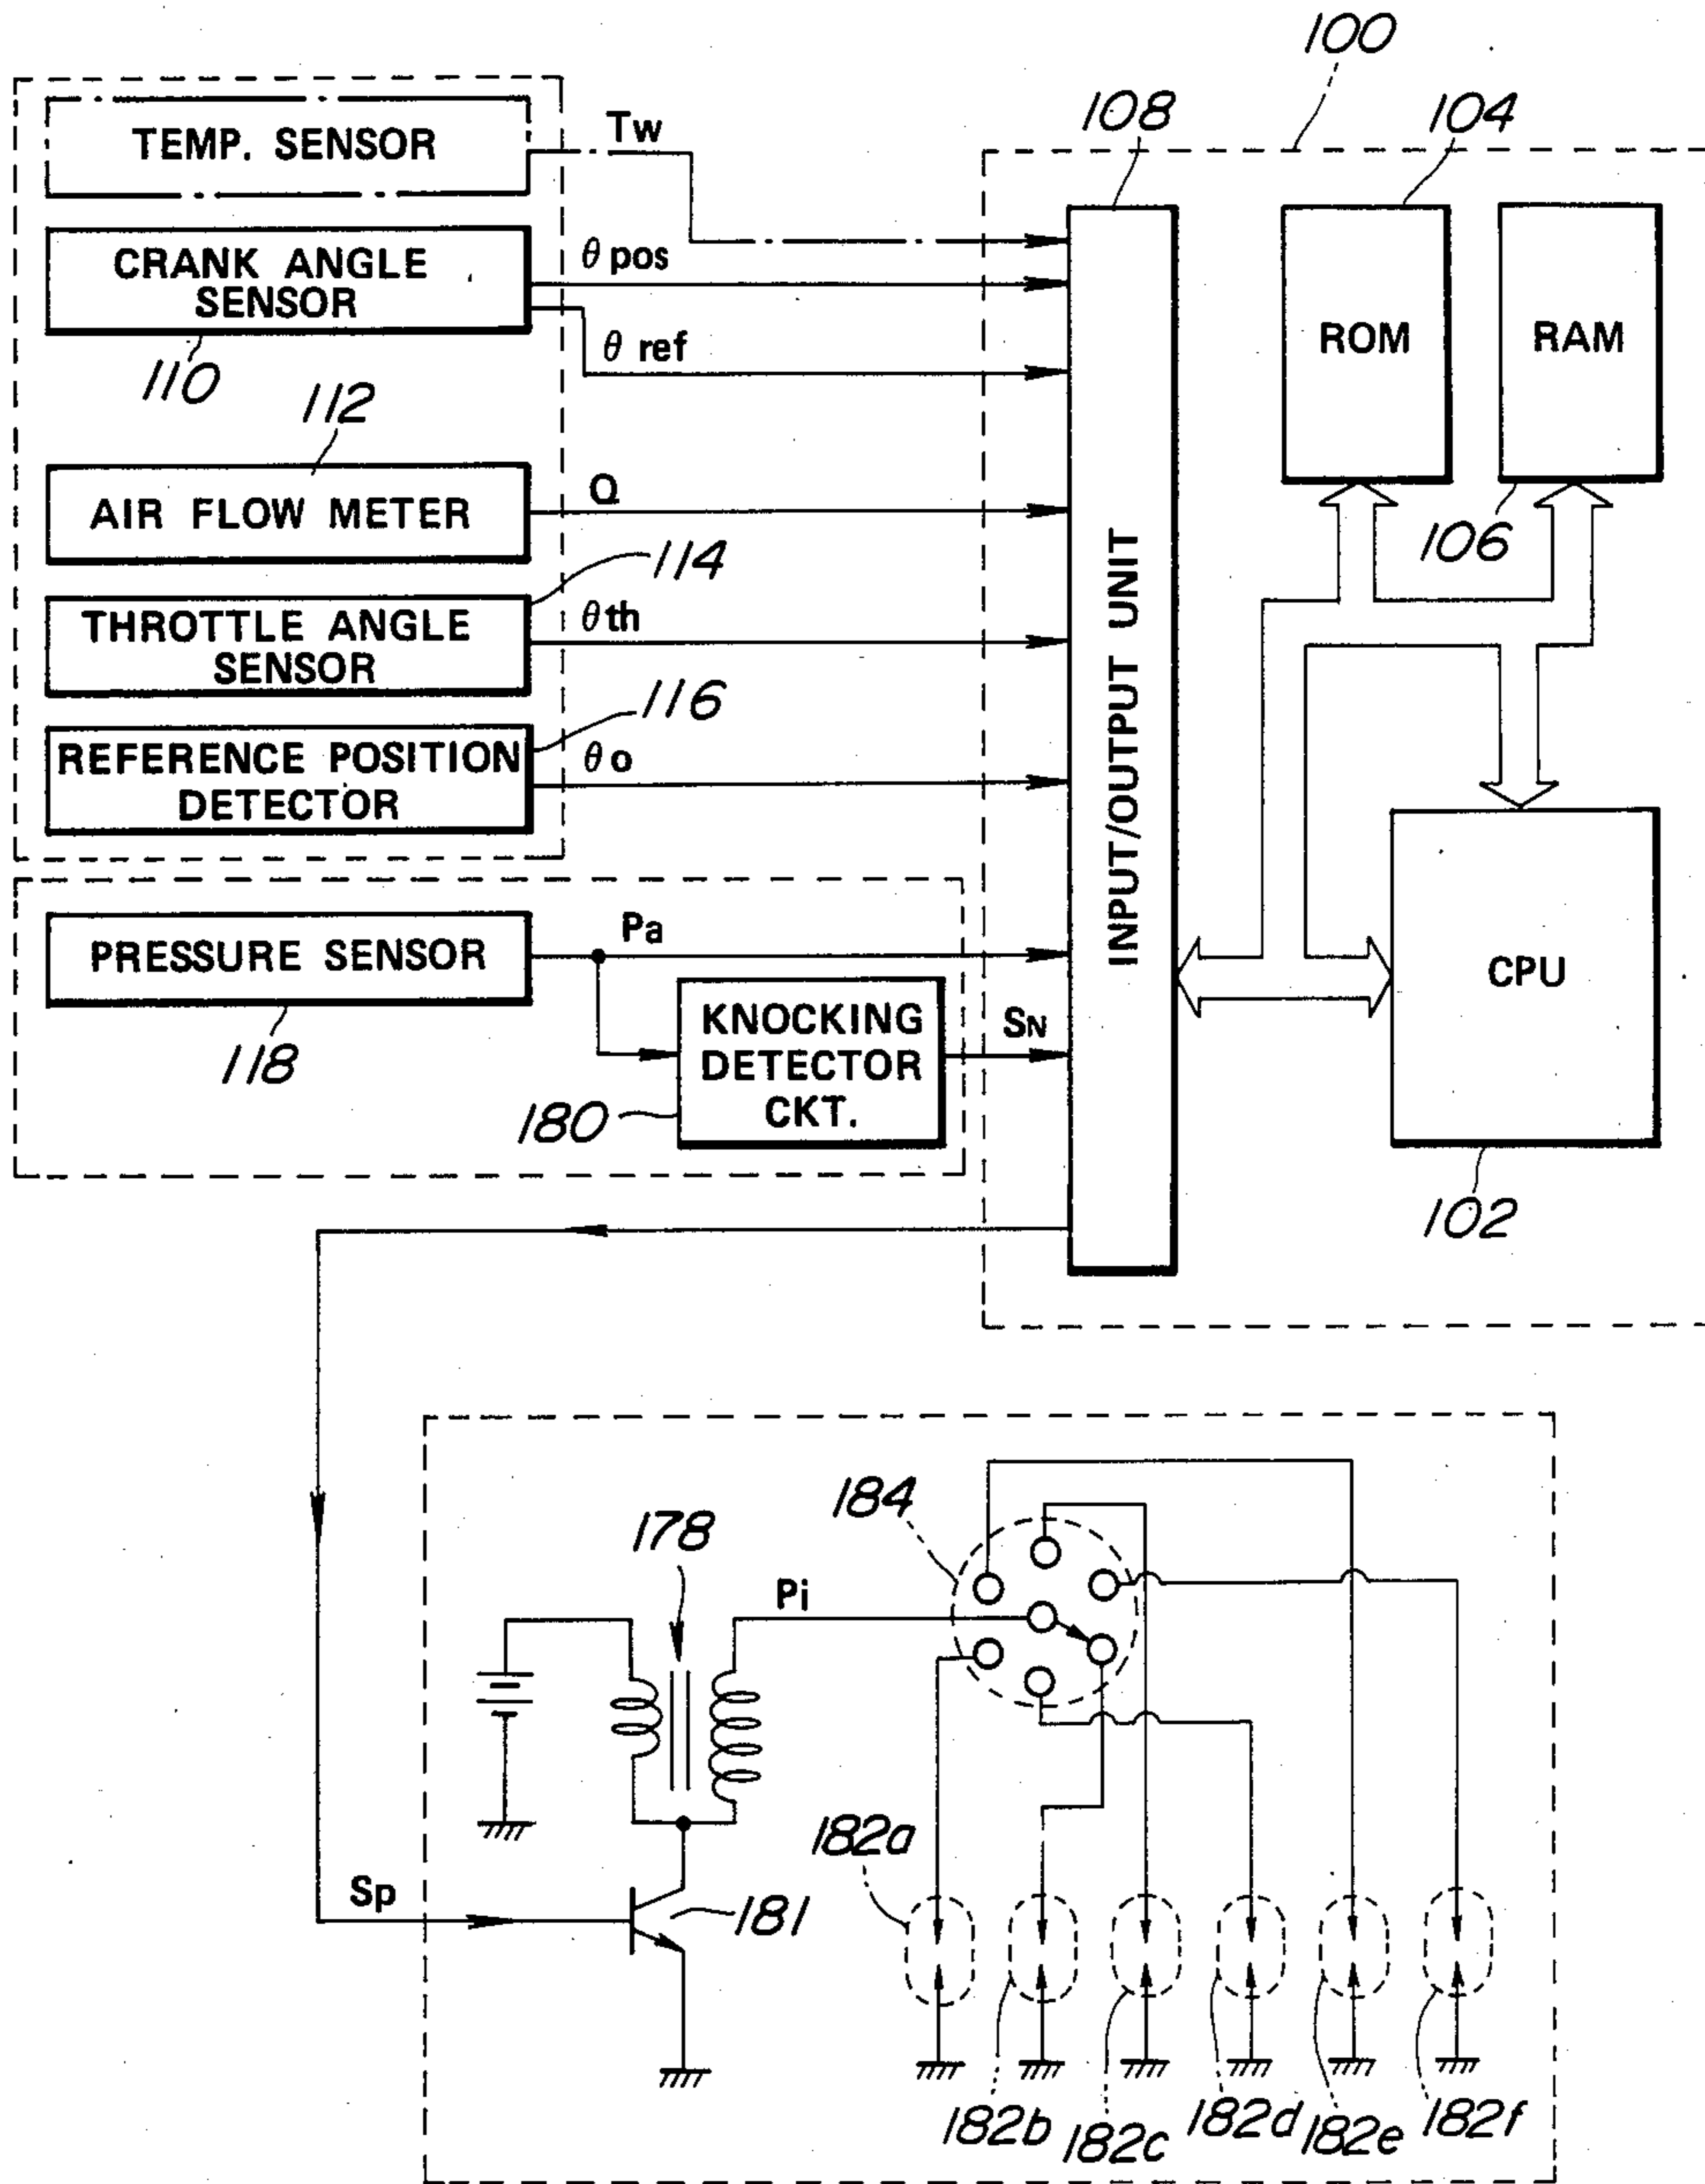 100
108
104
TEMP. SENSOR
Tw
CRANK ANGLE
SENSOR
θ pos
110
θ ref
ROM
RAM
112
AIR FLOW METER
Q
106
114
THROTTLE ANGLE
SENSOR
θth
116
REFERENCE POSITION
DETECTOR
θo
INPUT/OUTPUT UNIT
PRESSURE SENSOR
Pa
118
KNOCKING
DETECTOR
CKT.
180
SN
CPU
102
184
178
Pi
182a
Sp
181
182b
182c
182d
182e
182f